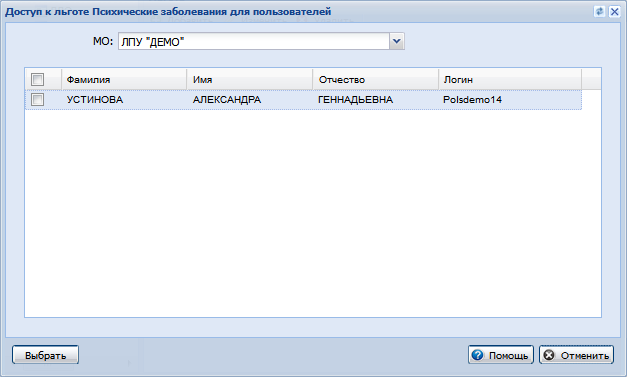 Доступ к льготе Психические заболевания для пользователей
МО: ЛПУ "ДЕМО"
Фамилия Имя Отчество Логин
УСТИНОВА АЛЕКСАНДРА ГЕННАДЬЕВНА Polsdemo14
Выбрать Помощь Отменить